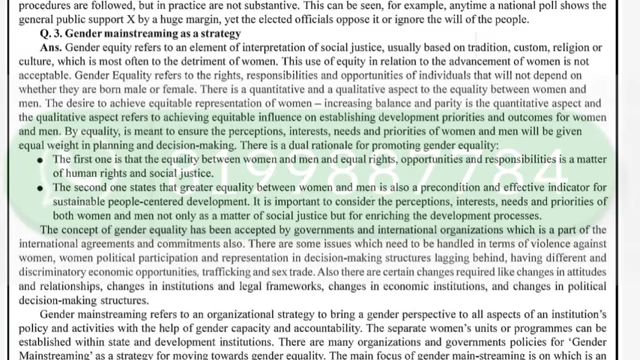 procedures are followed, but in practice are not substantive. This can be seen, for example, anytime a national poll shows the
general public support X by a huge margin, yet the elected officials oppose it or ignore the will of the people.
Q. 3. Gender mainstreaming as a strategy
Ans. Gender equity refers to an element of interpretation of social justice, usually based on tradition, custom, religion or
culture, which is most often to the detriment of women. This use of equity in relation to the advancement of women is not
acceptable. Gender Equality refers to the rights, responsibilities and opportunities of individuals that will not depend on
whether they are born male or female. There is a quantitative and a qualitative aspect to the equality between women and
men. The desire to achieve equitable representation of women – increasing balance and parity is the quantitative aspect and
the qualitative aspect refers to achieving equitable influence on establishing development priorities and outcomes for women
and men. By equality, is meant to ensure the perceptions, interests, needs and priorities of women and men will be given
equal weight in planning and decision-making. There is a dual rationale for promoting gender equality:
● The first one is that the equality between women and men and equal rights, opportunities and responsibilities is a matter
of human rights and social justice.
● The second one states that greater equality between women and men is also a precondition and effective indicator for
sustainable people-centered development. It is important to consider the perceptions, interests, needs and priorities of
both women and men not only as a matter of social justice but for enriching the development processes.
The concept of gender equality has been accepted by governments and international organizations which is a part of the
international agreements and commitments also. There are some issues which need to be handled in terms of violence against
women, women political participation and representation in decision-making structures lagging behind, having different and
discriminatory economic opportunities, trafficking and sex trade. Also there are certain changes required like changes in attitudes
and relationships, changes in institutions and legal frameworks, changes in economic institutions, and changes in political
decision-making structures.
Gender mainstreaming refers to an organizational strategy to bring a gender perspective to all aspects of an institution's
policy and activities with the help of gender capacity and accountability. The separate women's units or programmes can be
established within state and development institutions. There are many organizations and governments policies for 'Gender
Mainstreaming' as a strategy for moving towards gender equality. The main focus of gender main-streaming is on which is an